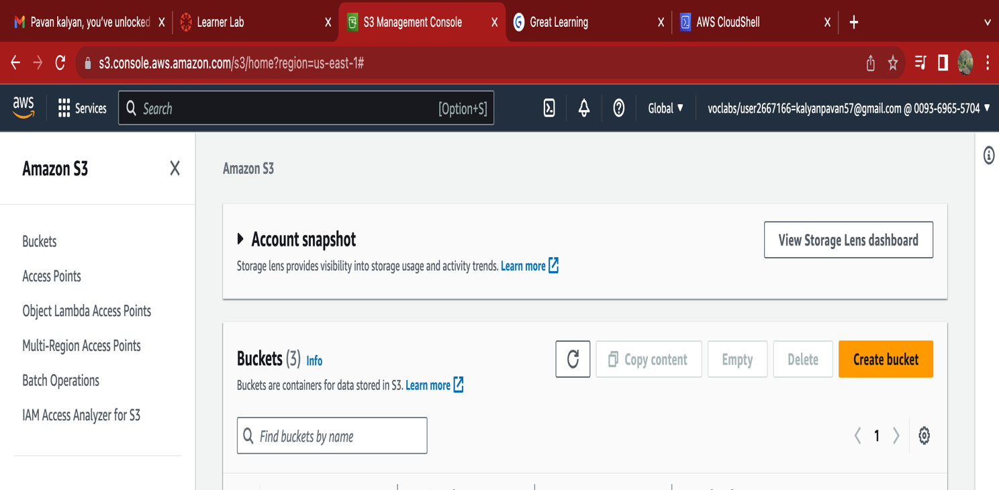 Pavan kalyan, you've unlocked
Learner Lab
S3 Management Console
Great Learning
AWS CloudShell
s3.console.aws.amazon.com/s3/home?region=us-east-1#
aws
Services
Search
[Option+S]
Global
voclabs/user2667166=kalyanpavan57@gmail.com @ 0093-6965-5704
Amazon S3
Amazon S3
Buckets
Access Points
Object Lambda Access Points
Multi-Region Access Points
Batch Operations
IAM Access Analyzer for S3
Account snapshot
View Storage Lens dashboard
Storage lens provides visibility into storage usage and activity trends. Learn more
Buckets (3) Info
Copy content
Empty
Delete
Create bucket
Buckets are containers for data stored in S3. Learn more
Find buckets by name
1